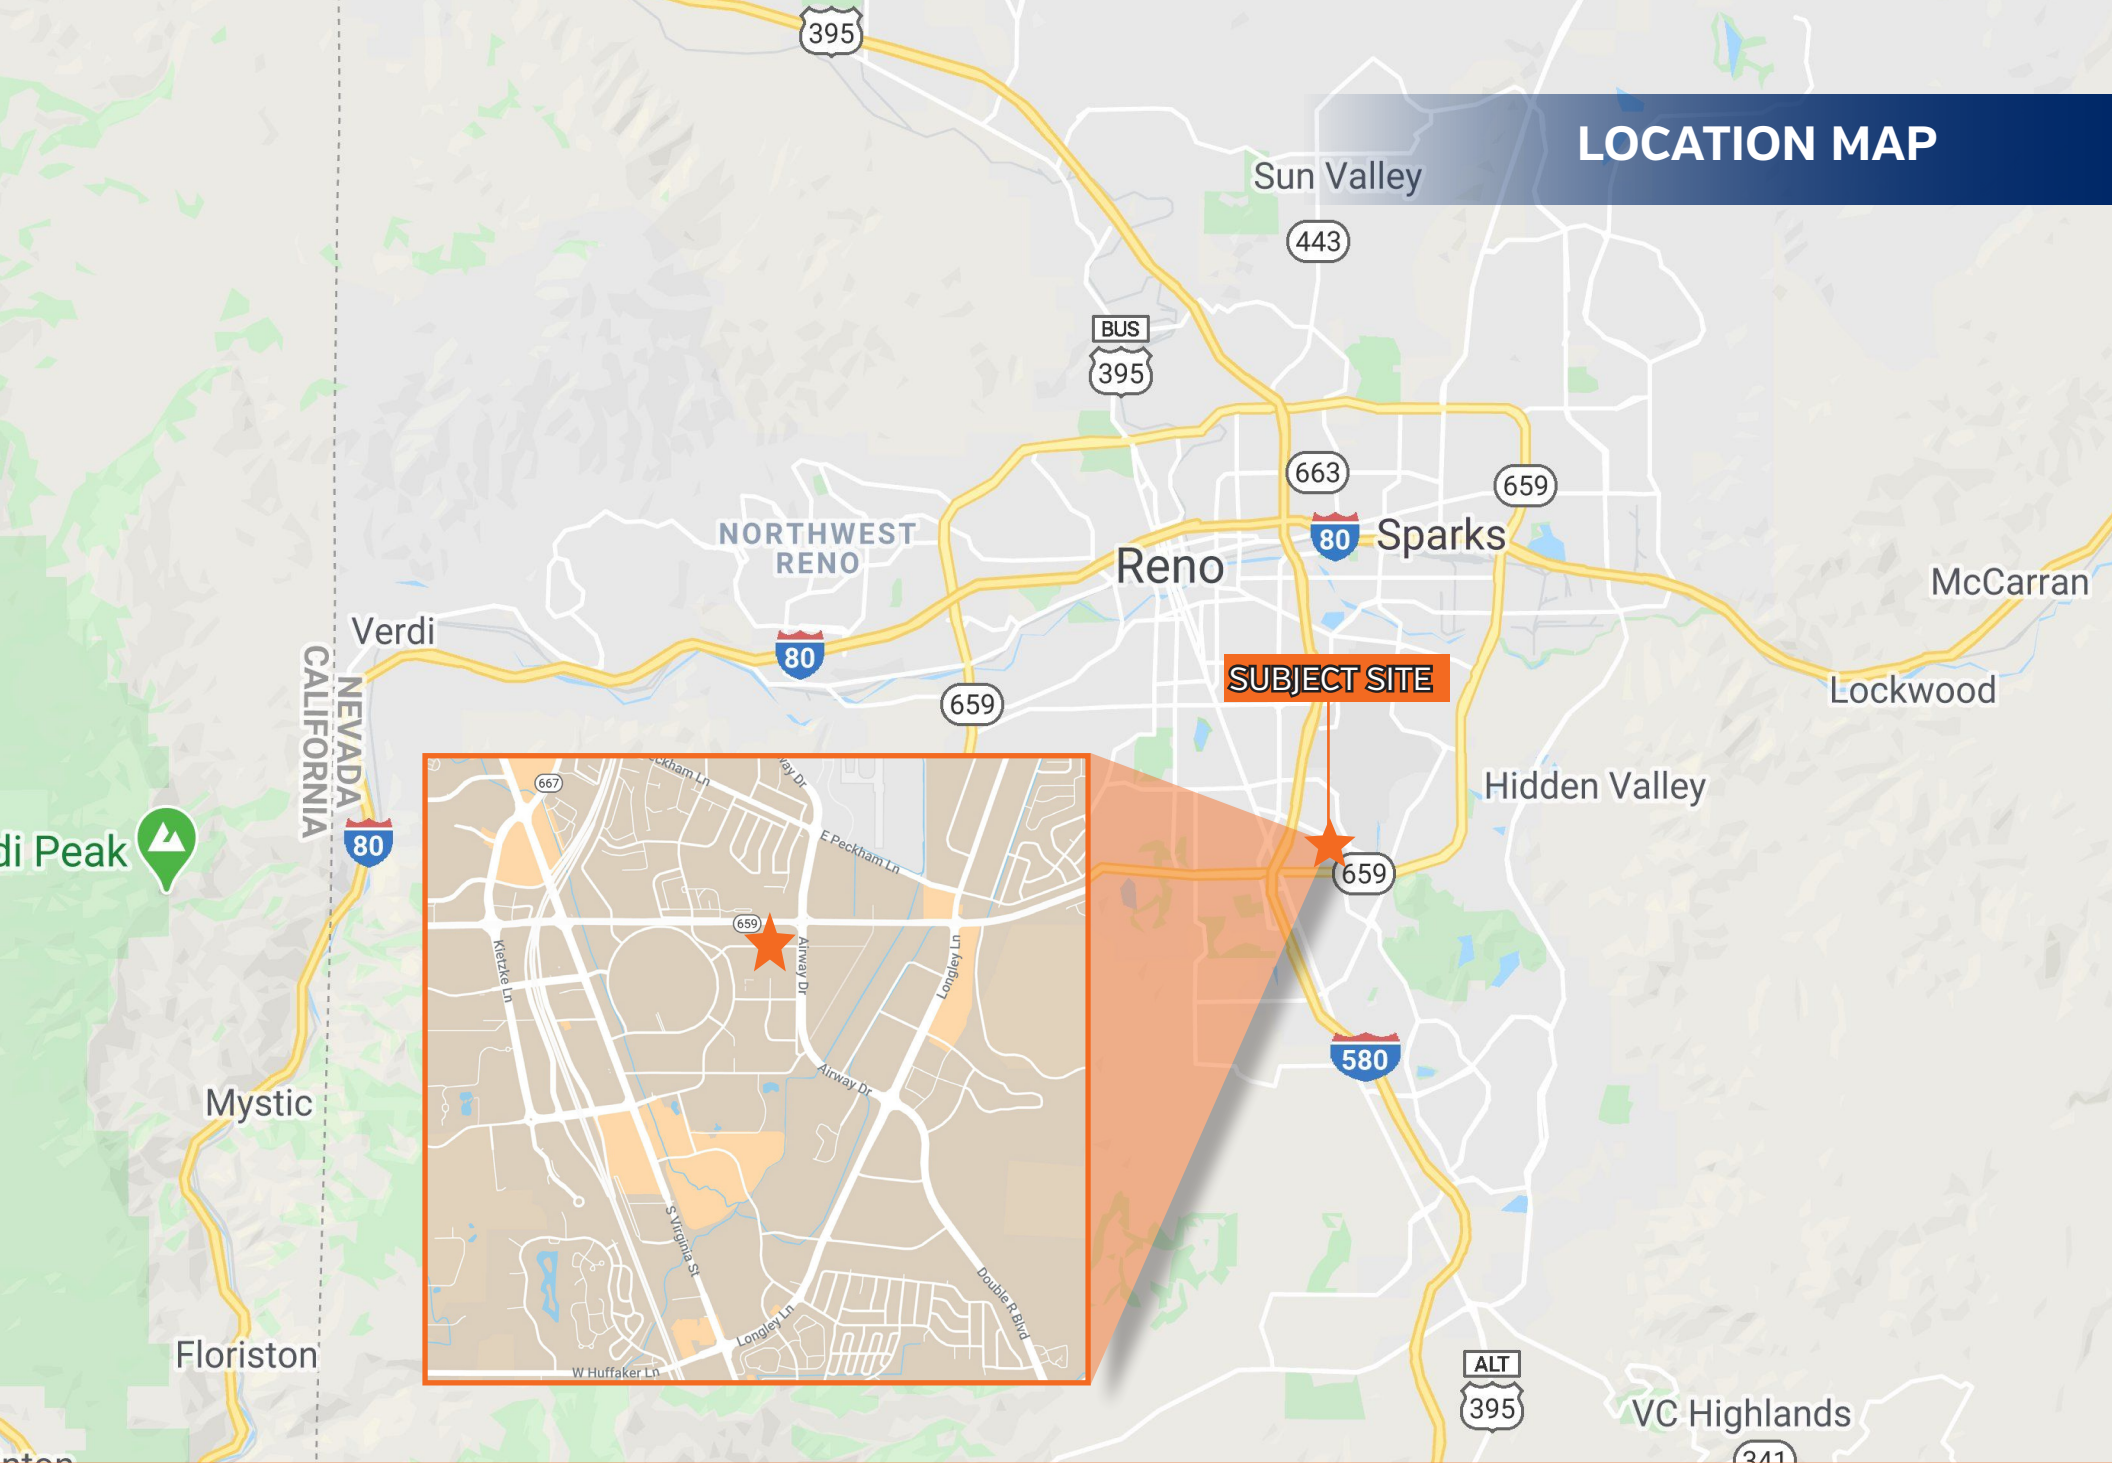 395
LOCATION MAP
Sun Valley
443
BUS
395
663
659
NORTHWEST
RENO
80
Sparks
Reno
McCarran
Verdi
80
SUBJECT SITE
Lockwood
CALIFORNIA
NEVADA
659
667
Hidden Valley
di Peak
80
E Peckham Ln
659
659
Kietzke Ln
Airway Dr
Longley Ln
580
Airway Dr
Mystic
S Virginia St
Double R Blvd
Longley Ln
Floriston
W Huffaker Ln
ALT
395
VC Highlands
341